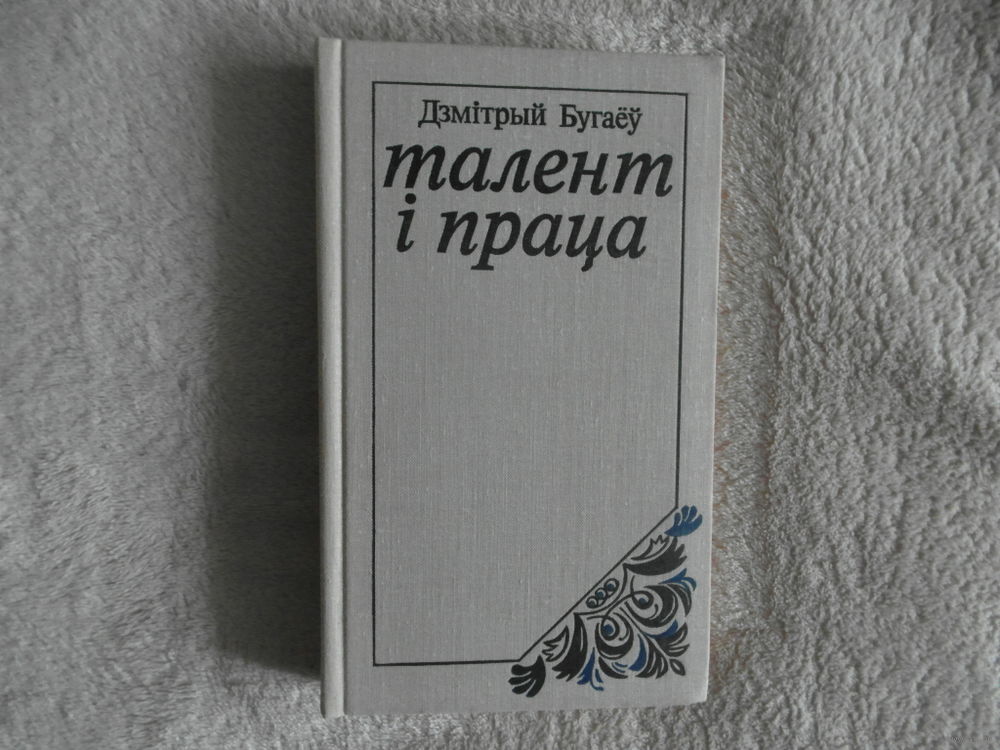 Дзмітрый Бугаёў
талент
і праца